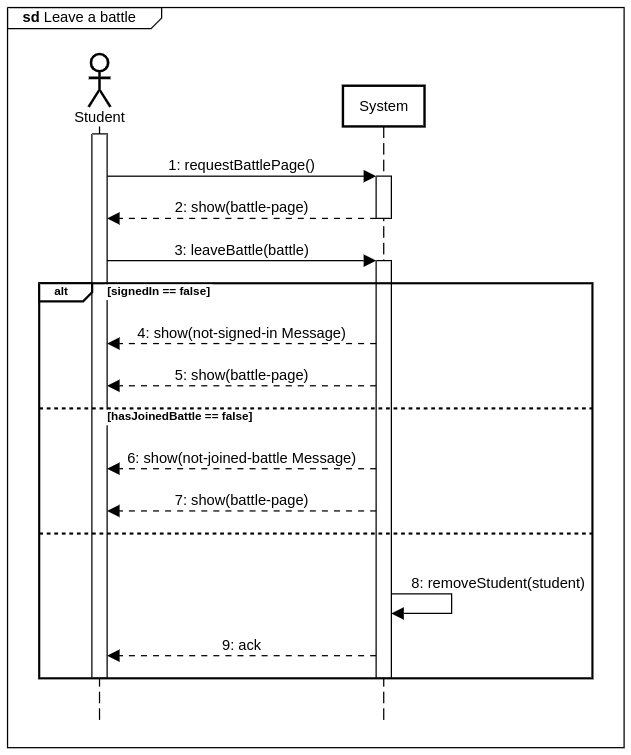 sd Leave a battle
Student
System
1: requestBattlePage()
2: show(battle-page)
3: leaveBattle(battle)
alt
[signedIn == false]
4: show(not-signed-in Message)
5: show(battle-page)
[hasJoinedBattle == false]
6: show(not-joined-battle Message)
7: show(battle-page)
8: removeStudent(student)
9: ack